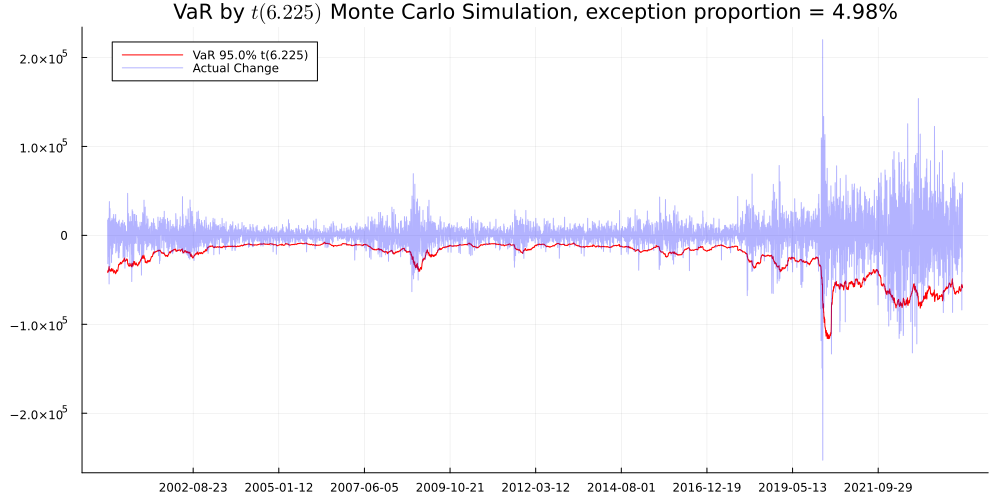 VaR by t(6.225) Monte Carlo Simulation, exception proportion = 4.98%
VaR 95.0% t(6.225)
Actual Change
2.0×10⁵
1.0×10⁵
0
−1.0×10⁵
−2.0×10⁵
2002-08-23 2005-01-12 2007-06-05 2009-10-21 2012-03-12 2014-08-01 2016-12-19 2019-05-13 2021-09-29